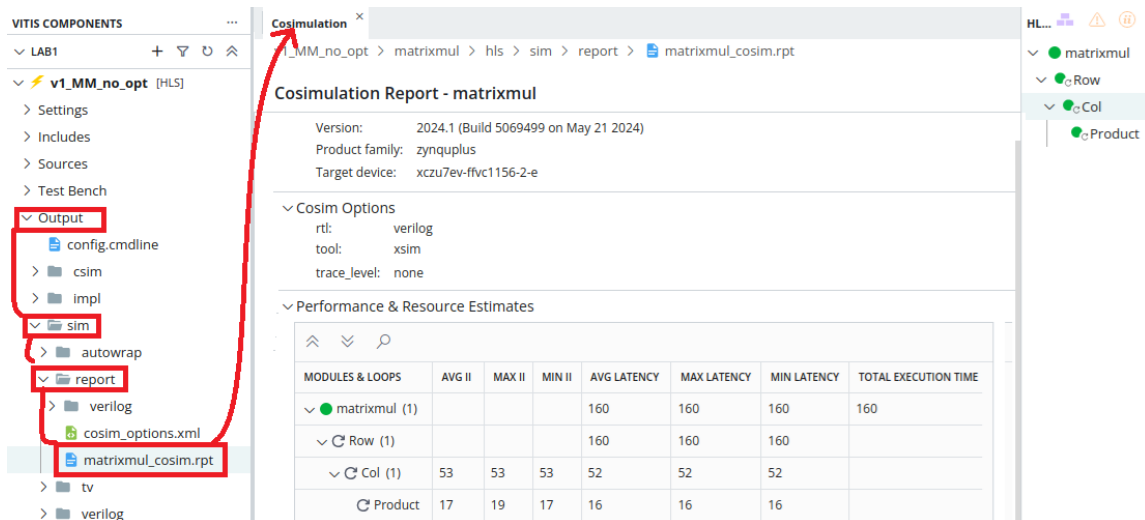 VITIS COMPONENTS ...
LAB1
v1_MM_no_opt [HLS]
Settings
Includes
Sources
Test Bench
Output
config.cmdline
csim
impl
sim
autowrap
report
verilog
cosim_options.xml
matrixmul_cosim.rpt
tv
verilog
Cosimulation ×
v1_MM_no_opt > matrixmul > hls > sim > report > matrixmul_cosim.rpt
Cosimulation Report - matrixmul
Version: 2024.1 (Build 5069499 on May 21 2024)
Product family: zynquplus
Target device: xczu7ev-ffvc1156-2-e
Cosim Options
rtl: verilog
tool: xsim
trace_level: none
Performance & Resource Estimates
MODULES & LOOPS AVG II MAX II MIN II AVG LATENCY MAX LATENCY MIN LATENCY TOTAL EXECUTION TIME
matrixmul (1) 160 160 160 160
Row (1) 160 160 160
Col (1) 53 53 53 52 52 52
Product 17 19 17 16 16 16
HL...
matrixmul
Row
Col
Product